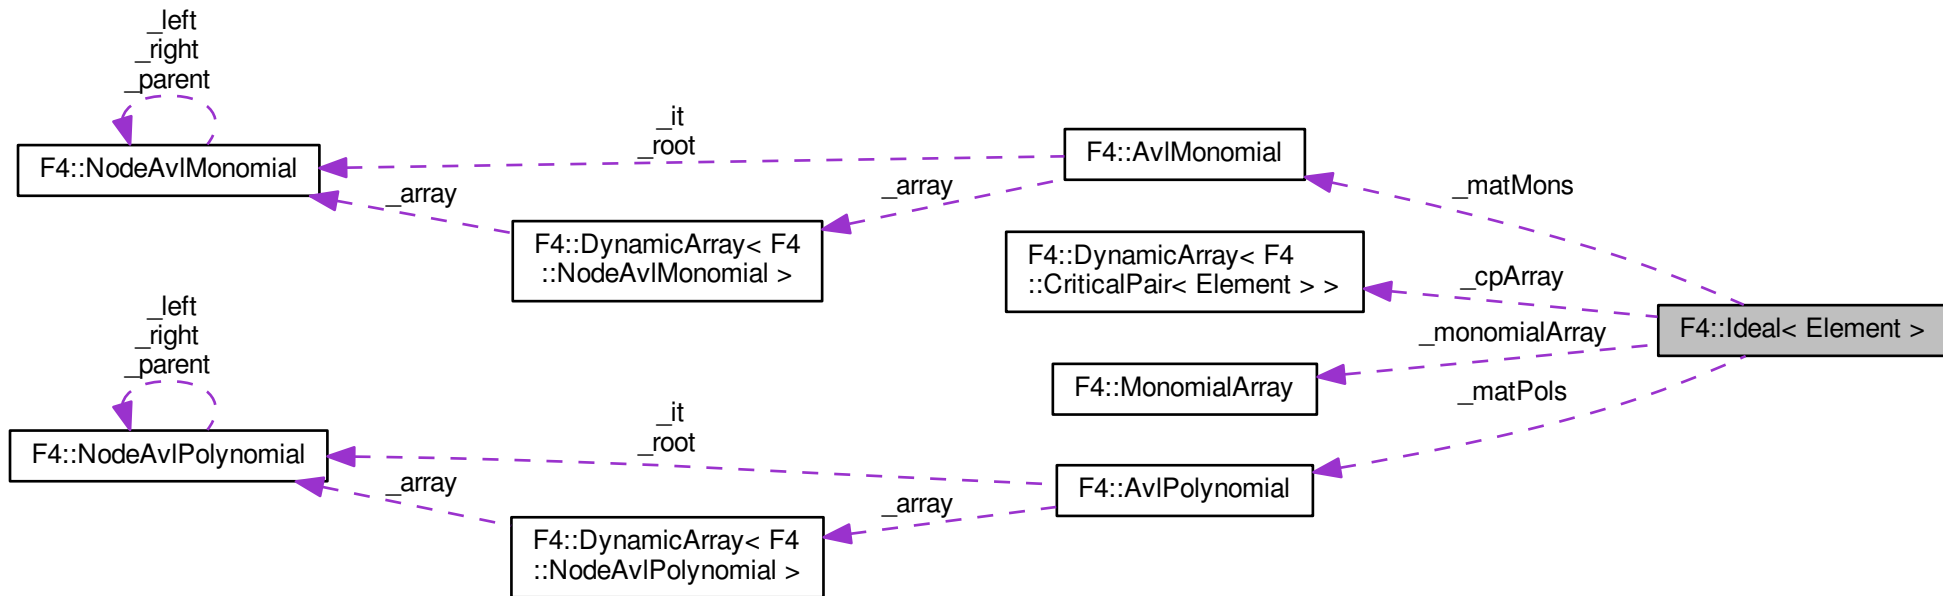 _left
_right
_parent
F4::NodeAvlMonomial
_it
_root
_array
F4::DynamicArray< F4
::NodeAvlMonomial >
_array
F4::AvlMonomial
_matMons
F4::DynamicArray< F4
::CriticalPair< Element > >
_cpArray
_monomialArray
F4::Ideal< Element >
F4::MonomialArray
_matPols
_left
_right
_parent
F4::NodeAvlPolynomial
_it
_root
_array
F4::DynamicArray< F4
::NodeAvlPolynomial >
_array
F4::AvlPolynomial